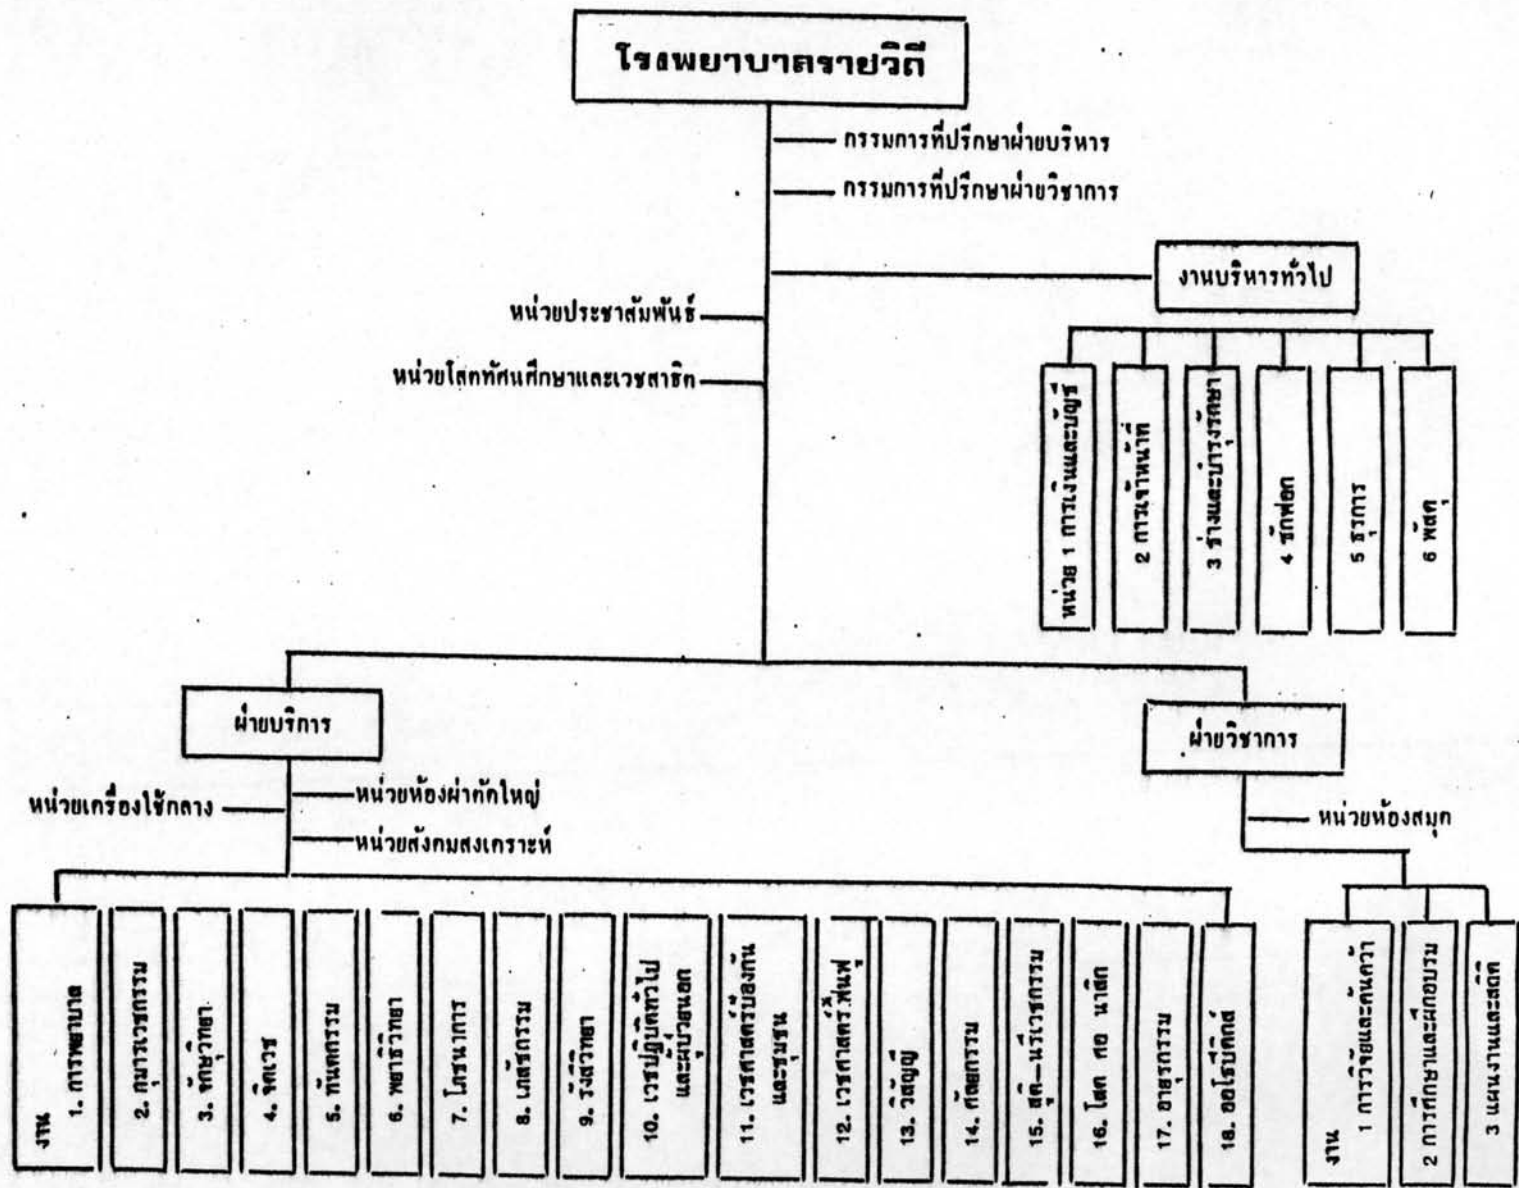 โรงพยาบาลราชวิถี
กรรมการที่ปรึกษาฝ่ายบริหาร
กรรมการที่ปรึกษาฝ่ายวิชาการ
งานบริหารทั่วไป
หน่วยประชาสัมพันธ์
หน่วยโสตทัศนศึกษาและเวชสาธิต
หน่วย 1 การเงินและบัญชี
2 การเจ้าหน้าที่
3 ช่างและบำรุงรักษา
4 ซักฟอก
5 ธุรการ
6 พัสดุ
ฝ่ายบริการ
ฝ่ายวิชาการ
หน่วยเครื่องใช้กลาง
หน่วยห้องผ่าตัดใหญ่
หน่วยสังคมสงเคราะห์
หน่วยห้องสมุด
งาน
1. การพยาบาล
2. กุมารเวชกรรม
3. จักษุวิทยา
4. จิตเวช
5. ทันตกรรม
6. พยาธิวิทยา
7. โภชนาการ
8. เภสัชกรรม
9. รังสีวิทยา
10. เวชปฏิบัติทั่วไป
และผู้ป่วยนอก
11. เวชศาสตร์ป้องกัน
และชุมชน
12. เวชศาสตร์ฟื้นฟู
13. วิสัญญี
14. ศัลยกรรม
15. สูติ-นรีเวชกรรม
16. โสต ศอ นาสิก
17. อายุรกรรม
18. ออโธปิดิกส์
งาน
1 การวิจัยและค้นคว้า
2 การศึกษาและฝึกอบรม
3 แผนงานและสถิติ